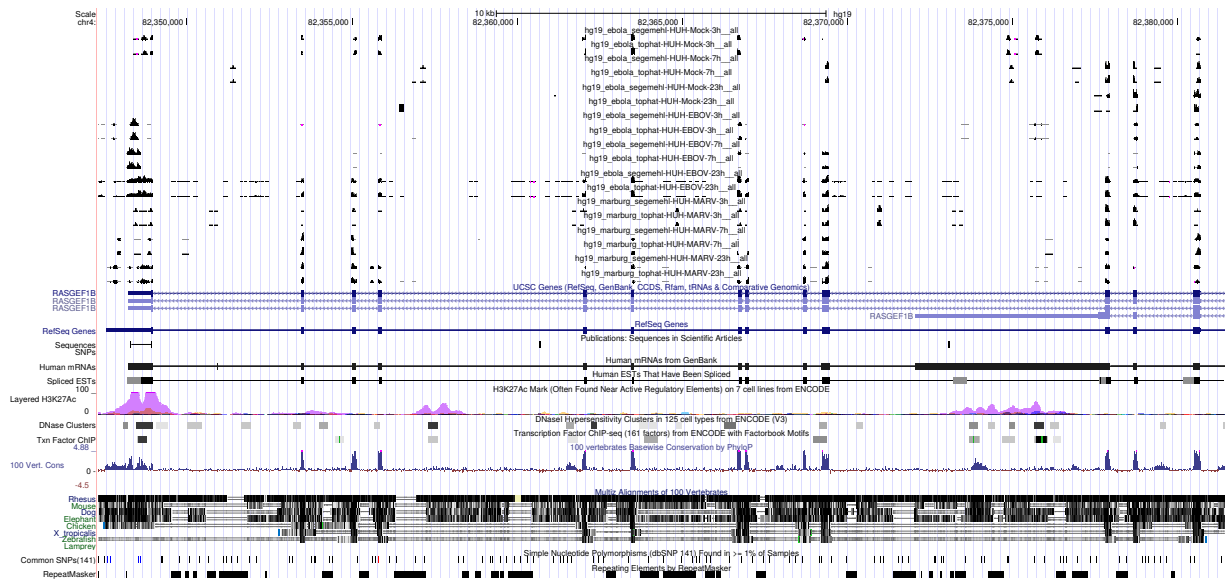 Scale 10 kb hg19
chr4: 82,350,000 82,355,000 82,360,000 82,365,000 82,370,000 82,375,000 82,380,000
hg19_ebola_segemehl-HUH-Mock-3h__all
hg19_ebola_tophat-HUH-Mock-3h__all
hg19_ebola_segemehl-HUH-Mock-7h__all
hg19_ebola_tophat-HUH-Mock-7h__all
hg19_ebola_segemehl-HUH-Mock-23h__all
hg19_ebola_tophat-HUH-Mock-23h__all
hg19_ebola_segemehl-HUH-EBOV-3h__all
hg19_ebola_tophat-HUH-EBOV-3h__all
hg19_ebola_segemehl-HUH-EBOV-7h__all
hg19_ebola_tophat-HUH-EBOV-7h__all
hg19_ebola_segemehl-HUH-EBOV-23h__all
hg19_ebola_tophat-HUH-EBOV-23h__all
hg19_marburg_segemehl-HUH-MARV-3h__all
hg19_marburg_tophat-HUH-MARV-3h__all
hg19_marburg_segemehl-HUH-MARV-7h__all
hg19_marburg_tophat-HUH-MARV-7h__all
hg19_marburg_segemehl-HUH-MARV-23h__all
hg19_marburg_tophat-HUH-MARV-23h__all
UCSC Genes (RefSeq, GenBank, CCDS, Rfam, tRNAs & Comparative Genomics)
RASGEF1B
RASGEF1B
RASGEF1B
RASGEF1B
RefSeq Genes
RefSeq Genes
Publications: Sequences in Scientific Articles
Sequences
SNPs
Human mRNAs from GenBank
Human mRNAs
Human ESTs That Have Been Spliced
Spliced ESTs
H3K27Ac Mark (Often Found Near Active Regulatory Elements) on 7 cell lines from ENCODE
100
Layered H3K27Ac
0
DNaseI Hypersensitivity Clusters in 125 cell types from ENCODE (V3)
DNase Clusters
Transcription Factor ChIP-seq (161 factors) from ENCODE with Factorbook Motifs
Txn Factor ChIP
100 vertebrates Basewise Conservation by PhyloP
4.88
100 Vert. Cons
0
-4.5
Multiz Alignments of 100 Vertebrates
Rhesus
Mouse
Dog
Elephant
Chicken
X_tropicalis
Zebrafish
Lamprey
Simple Nucleotide Polymorphisms (dbSNP 141) Found in >= 1% of Samples
Common SNPs(141)
Repeating Elements by RepeatMasker
RepeatMasker